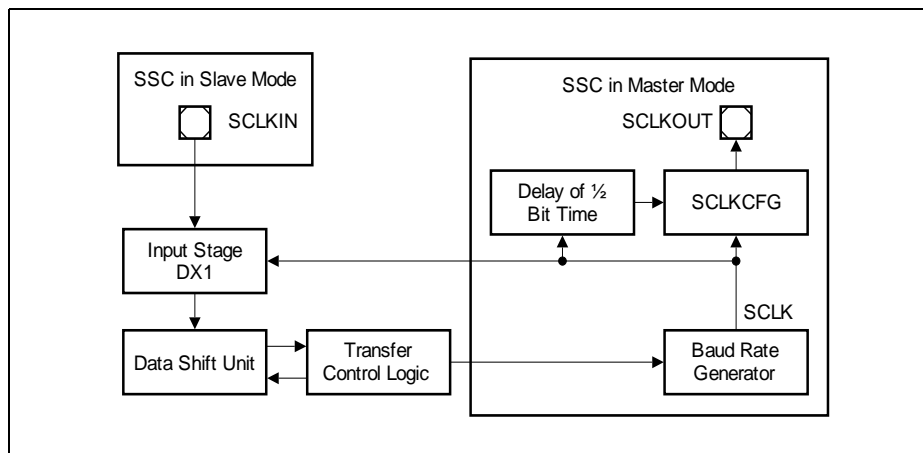 SSC in Slave Mode
SCLKIN
SSC in Master Mode
SCLKOUT
Delay of ½
Bit Time
SCLKCFG
Input Stage
DX1
SCLK
Data Shift Unit
Transfer
Control Logic
Baud Rate
Generator